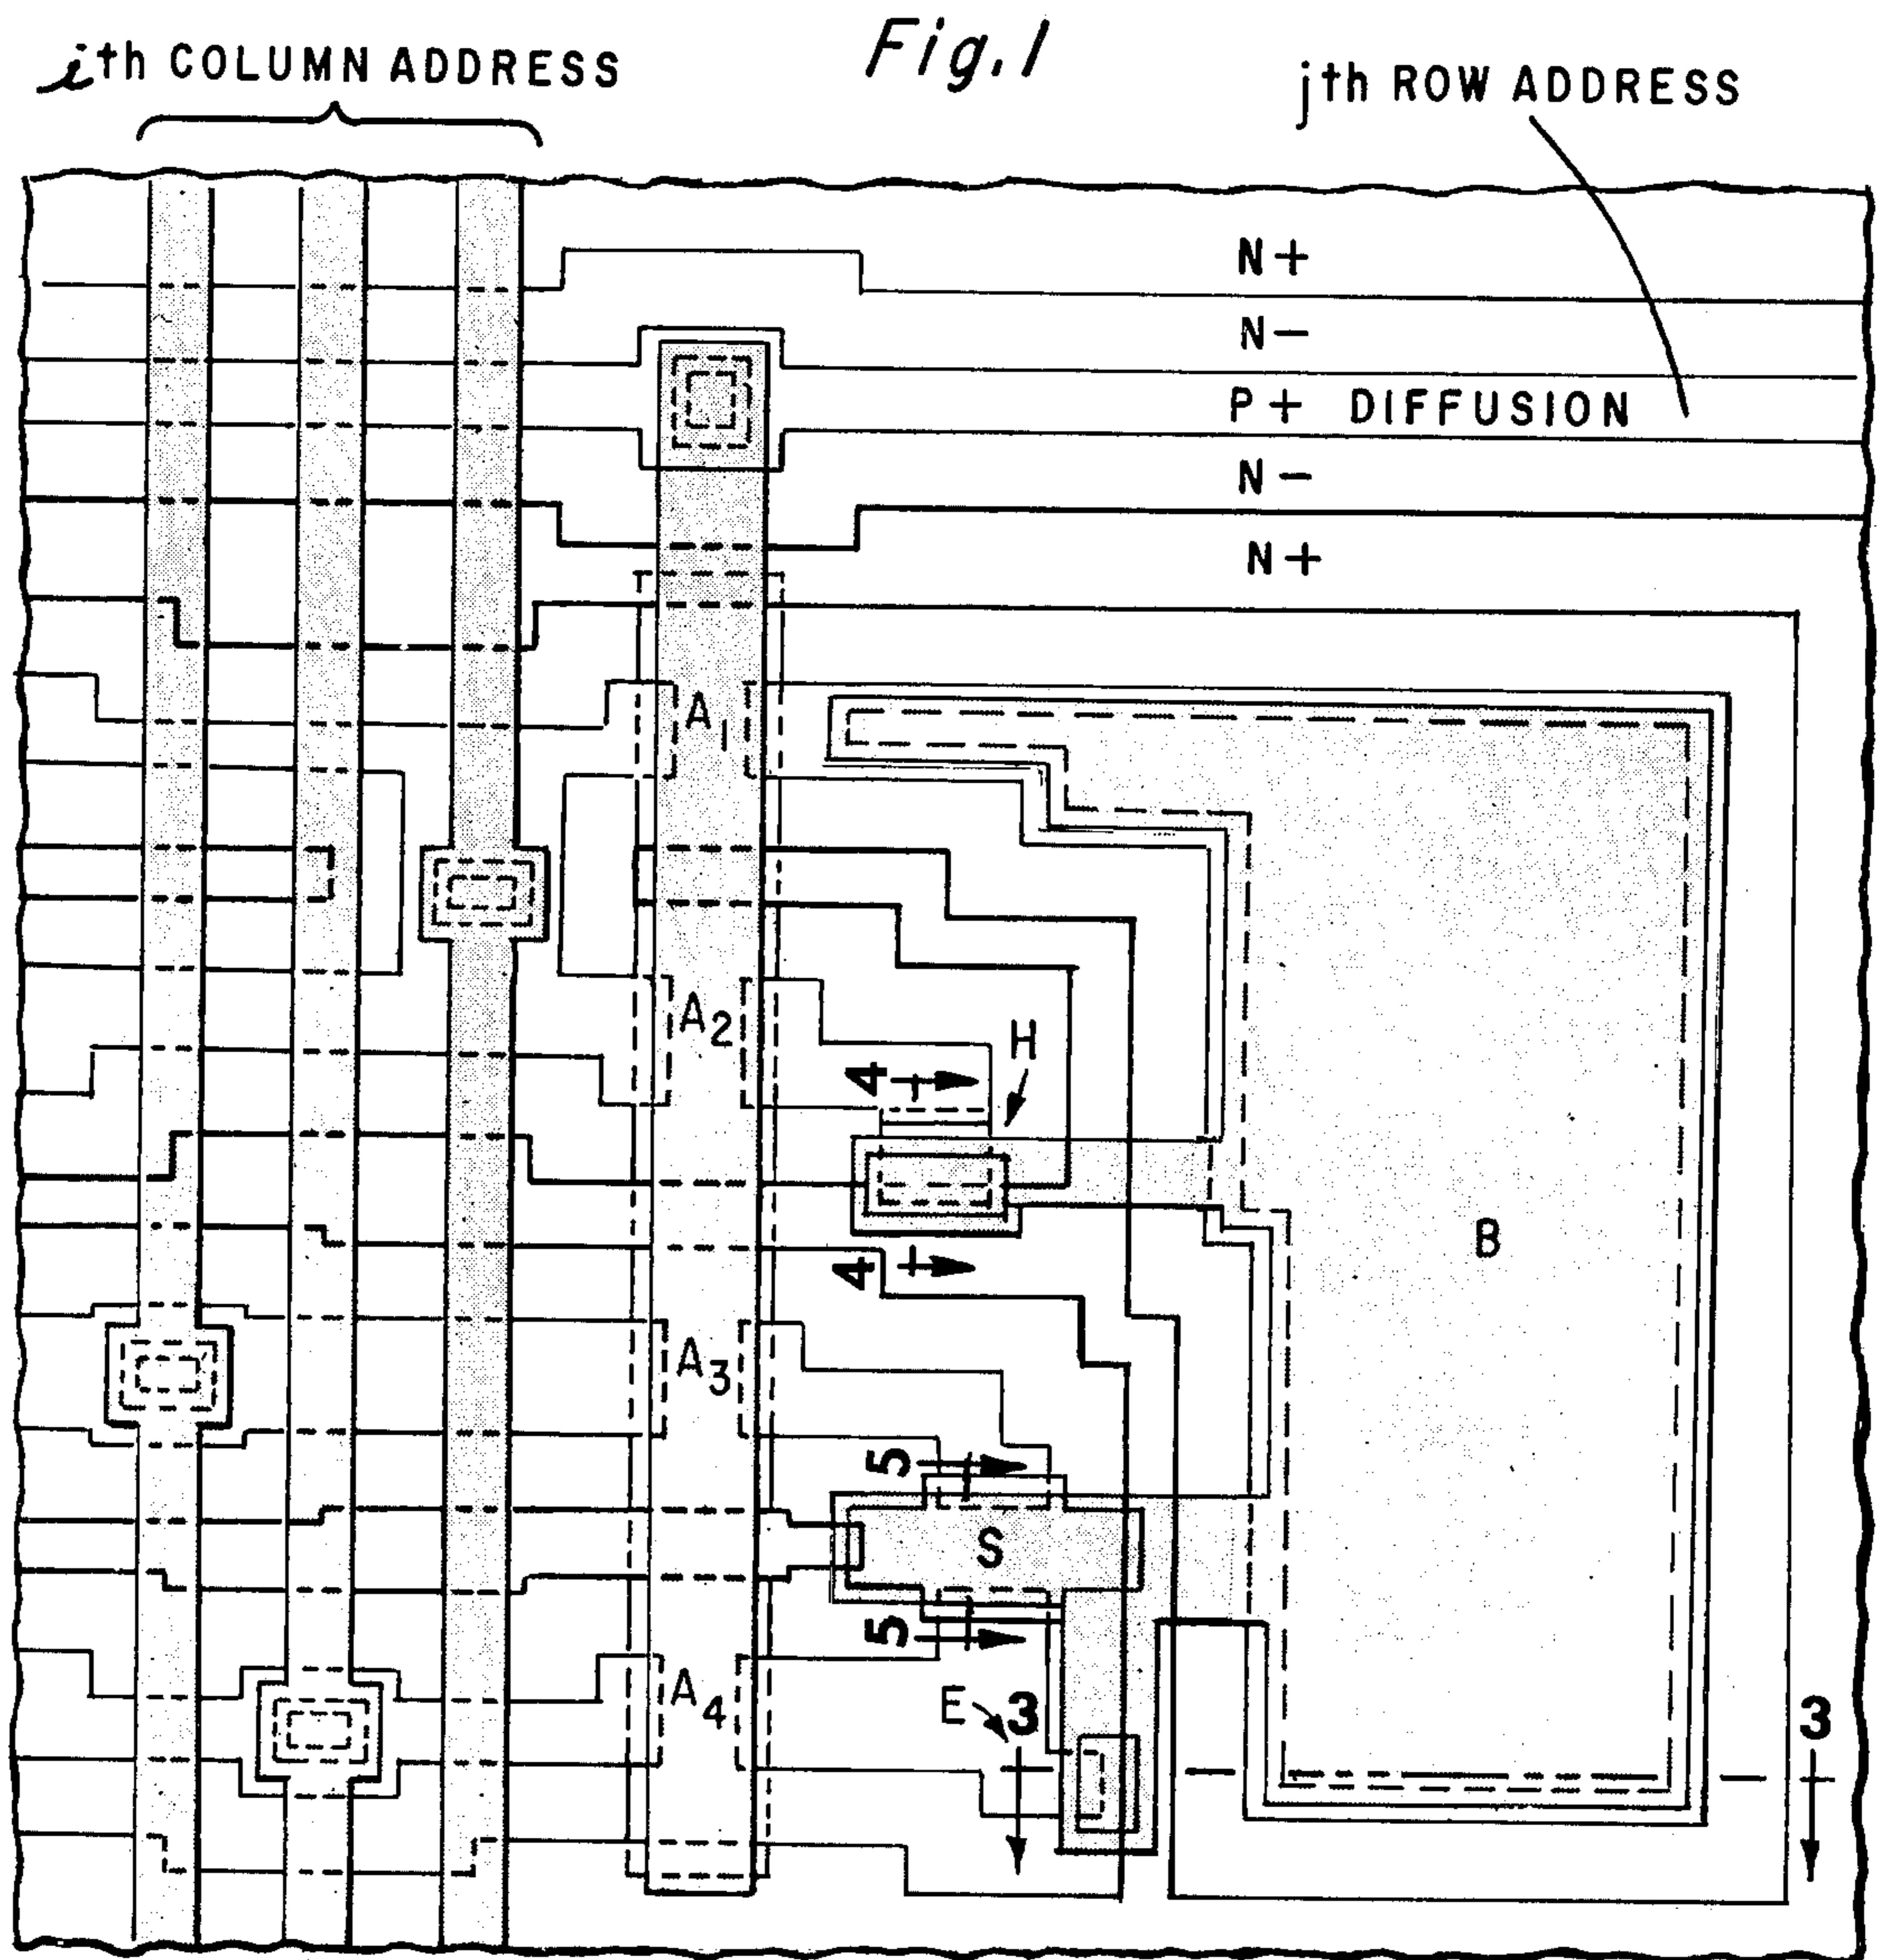 Fig.1
ith COLUMN ADDRESS
jth ROW ADDRESS
N+
N-
P+ DIFFUSION
N-
N+
A1
A2
H
4
B
4
A3
5
S
5
A4
E
3
3